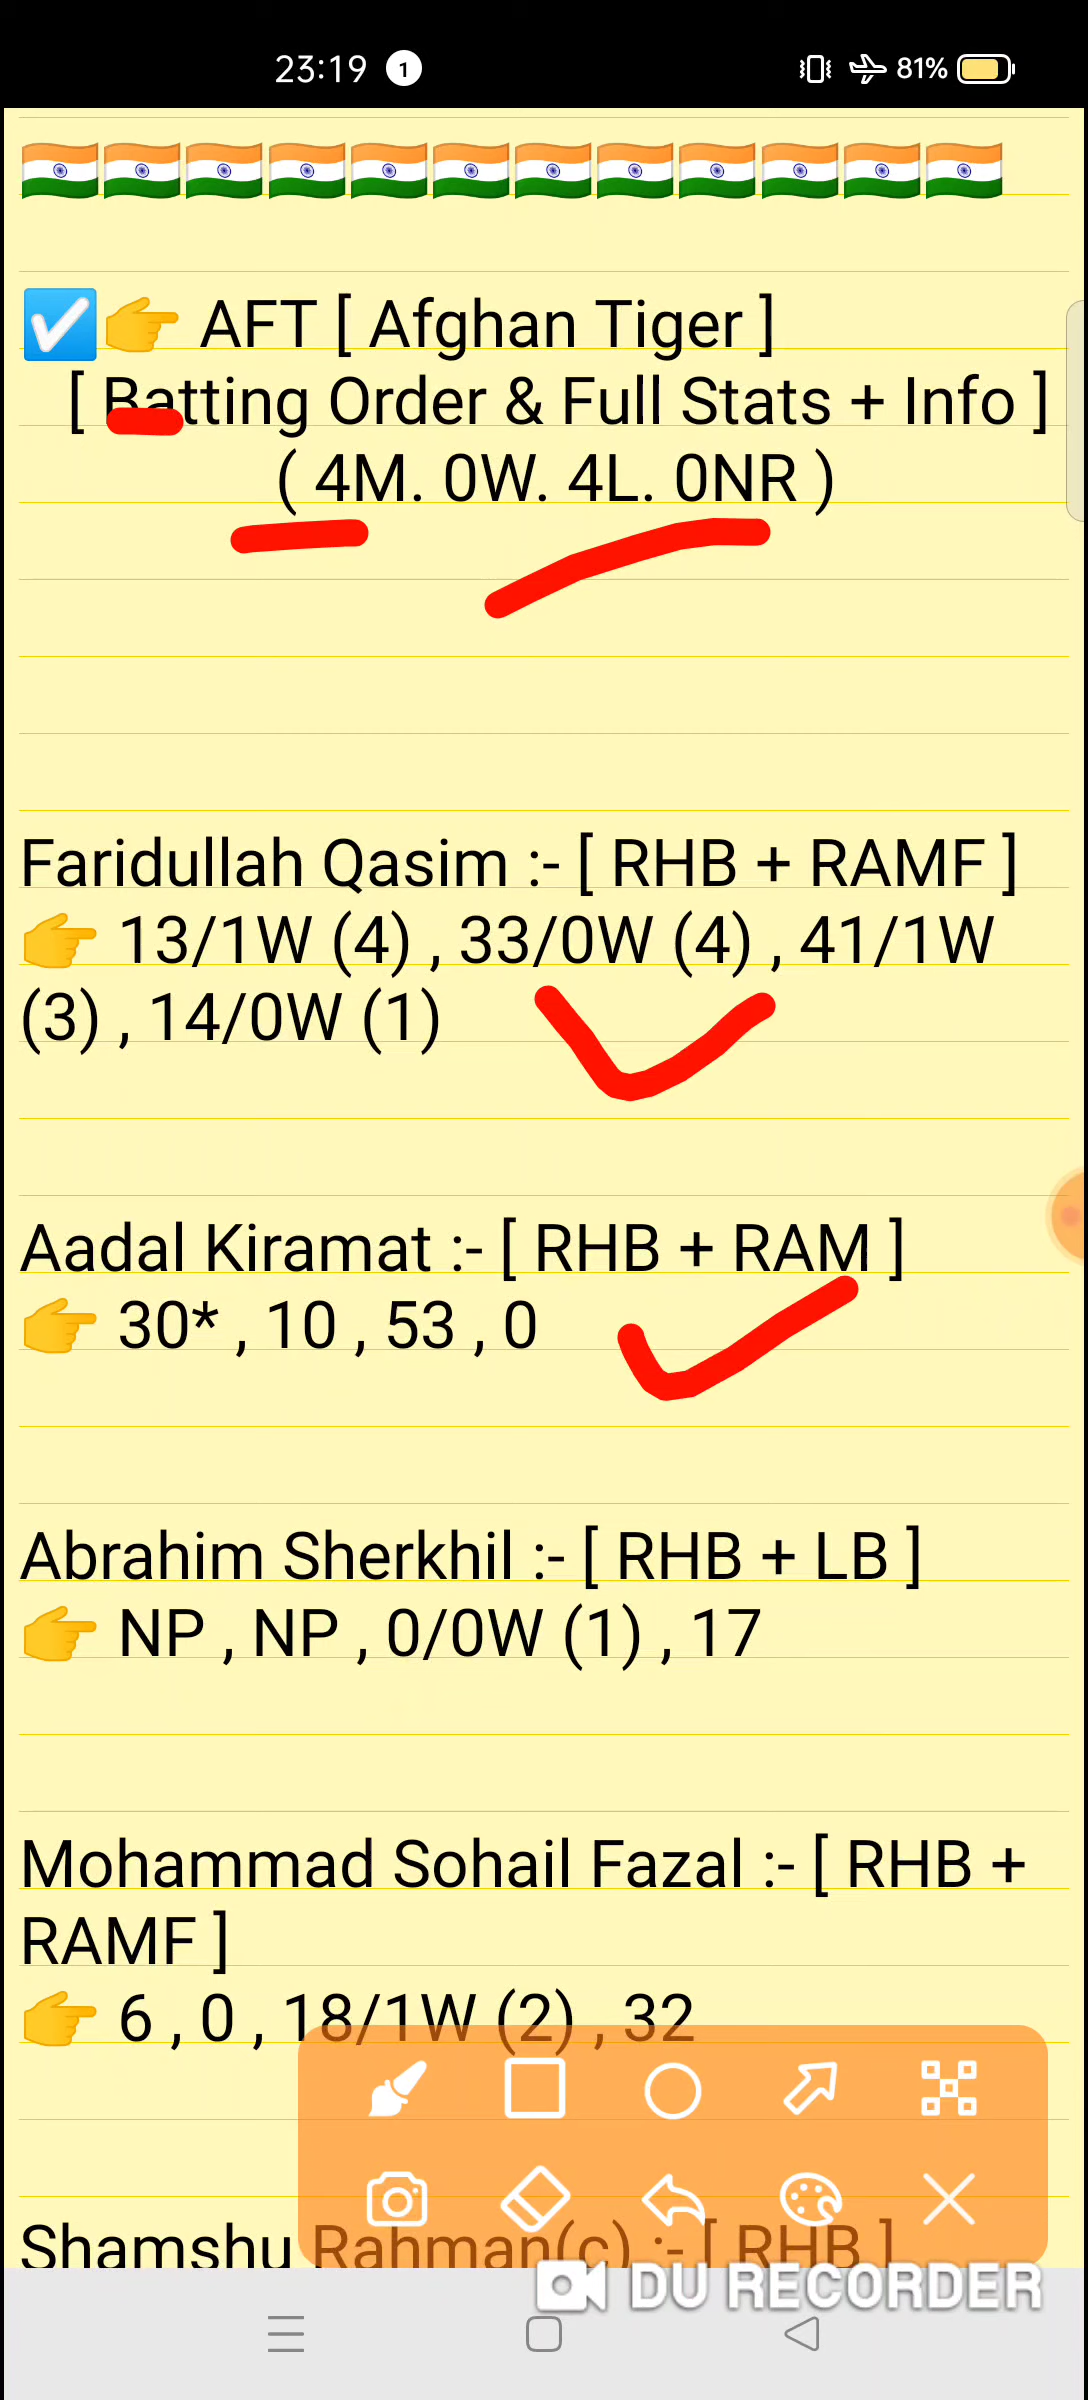 23:19 1 81%
AFT [ Afghan Tiger ]
[ Batting Order & Full Stats + Info ]
( 4M. 0W. 4L. 0NR )
Faridullah Qasim :- [ RHB + RAMF ]
13/1W (4) , 33/0W (4) , 41/1W
(3) , 14/0W (1)
Aadal Kiramat :- [ RHB + RAM ]
30* , 10 , 53 , 0
Abrahim Sherkhil :- [ RHB + LB ]
NP , NP , 0/0W (1) , 17
Mohammad Sohail Fazal :- [ RHB +
RAMF ]
6 , 0 , 18/1W (2) , 32
Shamshu Rahman(c) :- [ RHB ]
DU RECORDER